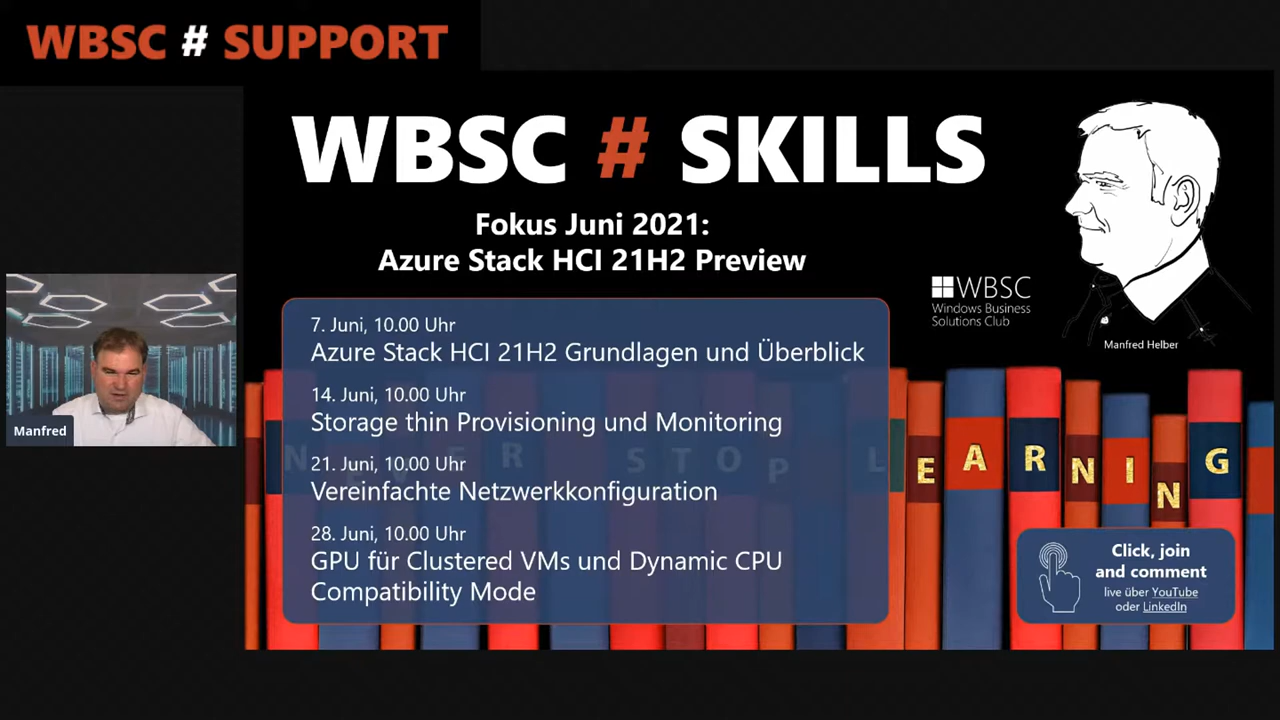 WBSC # SUPPORT
WBSC # SKILLS
Fokus Juni 2021:
Azure Stack HCI 21H2 Preview
WBSC
Windows Business
Solutions Club
Manfred Helber
7. Juni, 10.00 Uhr
Azure Stack HCI 21H2 Grundlagen und Überblick
14. Juni, 10.00 Uhr
Storage thin Provisioning und Monitoring
21. Juni, 10.00 Uhr
Vereinfachte Netzwerkkonfiguration
28. Juni, 10.00 Uhr
GPU für Clustered VMs und Dynamic CPU
Compatibility Mode
Manfred
NEVER STOP LEARNING
Click, join
and comment
live über YouTube
oder LinkedIn